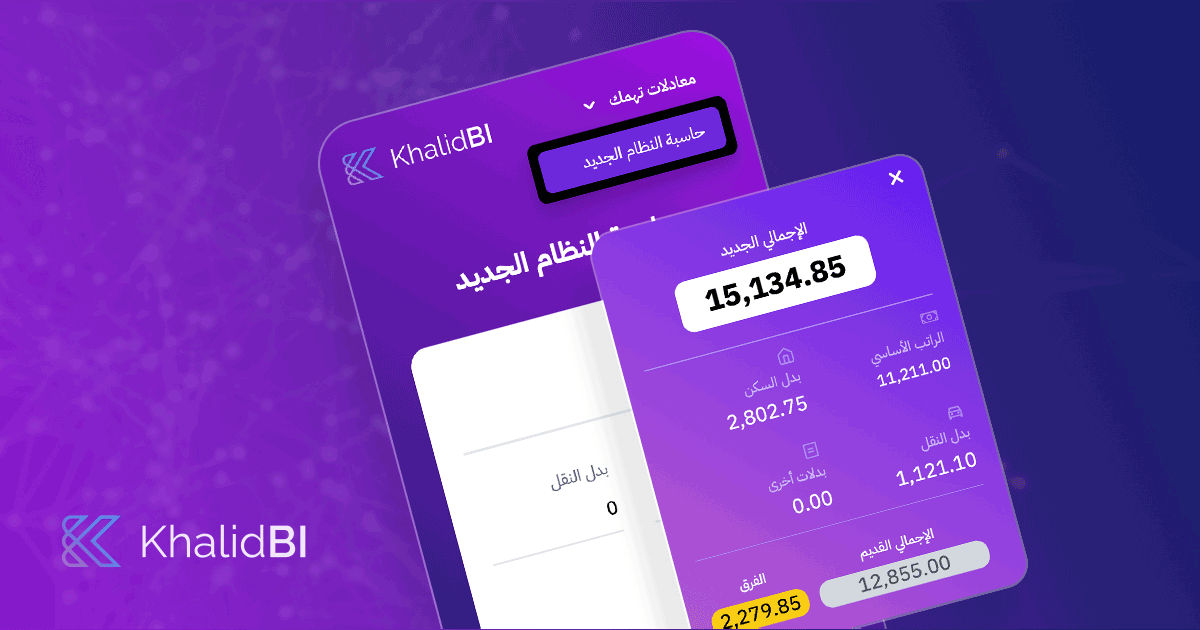 معادلات تهمك
KhalidBI
حاسبة النظام الجديد
النظام الجديد
بدل النقل
0
الإجمالي الجديد
15,134.85
الراتب الأساسي
11,211.00
بدل السكن
2,802.75
بدل النقل
1,121.10
بدلات أخرى
0.00
الإجمالي القديم
12,855.00
الفرق
2,279.85
KhalidBI